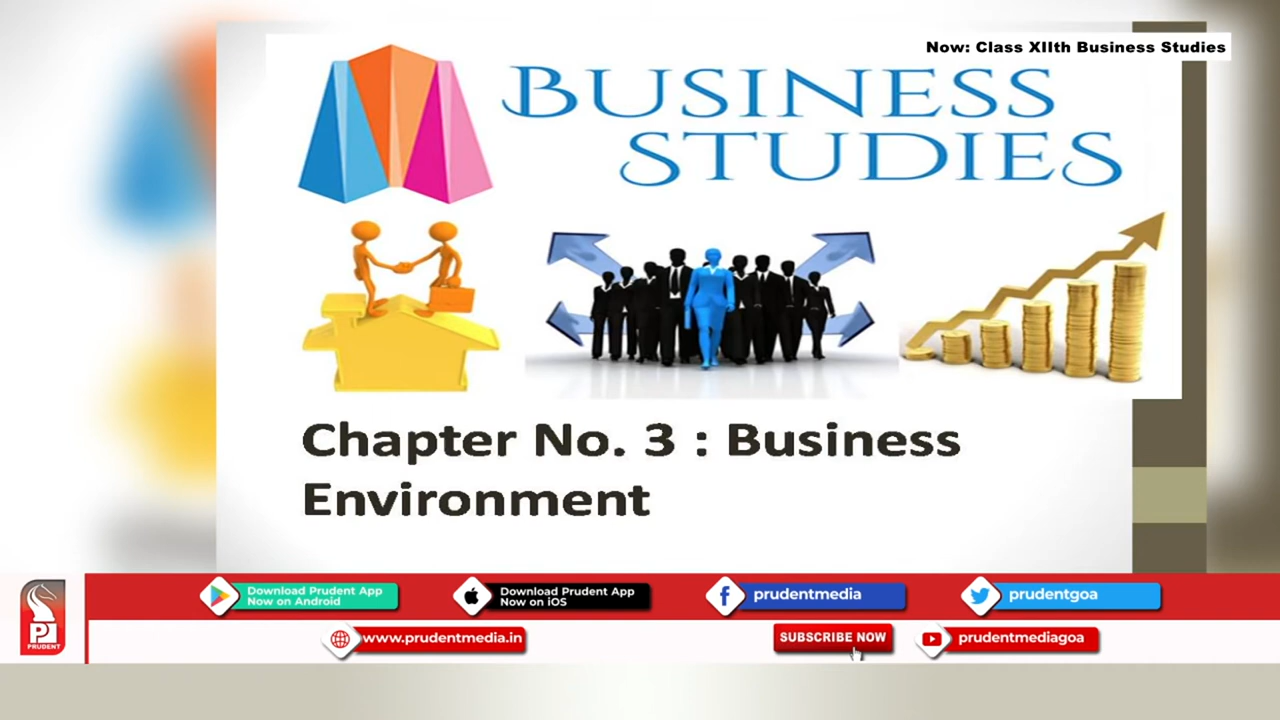 Now: Class XIIth Business Studies
BUSINESS
STUDIES
Chapter No. 3 : Business
Environment
Download Prudent App
Now on Android
Download Prudent App
Now on iOS
prudentmedia
prudentgoa
PRUDENT
www.prudentmedia.in
SUBSCRIBE NOW
prudentmediagoa